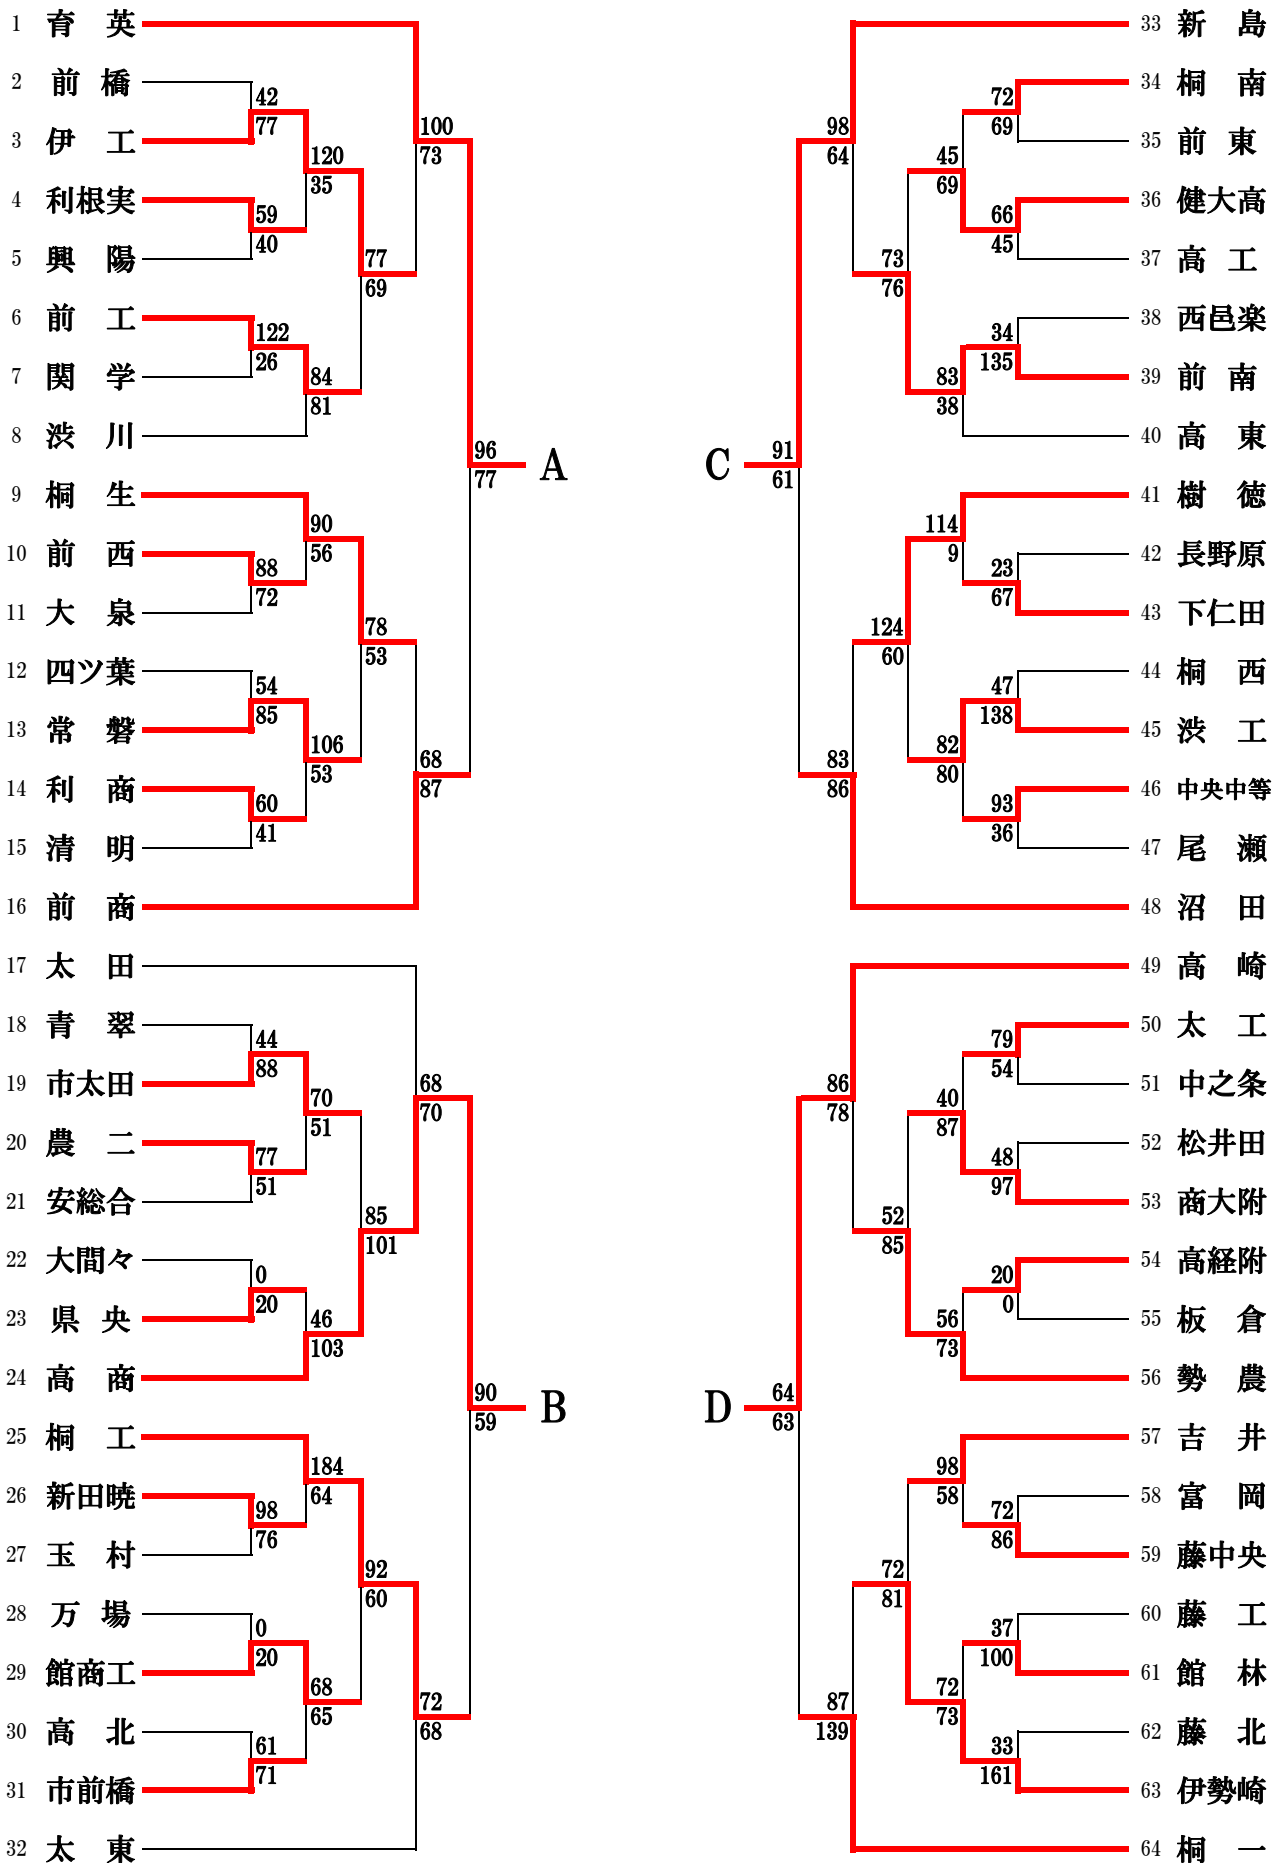 1 育 英
2 前 橋
3 伊 工
4 利根実
5 興 陽
6 前 工
7 関 学
8 渋 川
9 桐 生
10 前 西
11 大 泉
12 四ツ葉
13 常 磐
14 利 商
15 清 明
16 前 商
17 太 田
18 青 翠
19 市太田
20 農 二
21 安総合
22 大間々
23 県 央
24 高 商
25 桐 工
26 新田暁
27 玉 村
28 万 場
29 館商工
30 高 北
31 市前橋
32 太 東
42
77
59
40
122
26
88
72
54
85
60
41
44
88
77
51
0
20
98
76
0
20
61
71
120
35
84
81
90
56
106
53
70
51
46
103
184
64
68
65
77
69
78
53
85
101
92
60
100
73
68
87
68
70
72
68
96
77
A
90
59
B
C
91
61
D
64
63
98
64
83
86
86
78
87
139
73
76
124
60
52
85
72
81
45
69
83
38
114
9
82
80
40
87
56
73
98
58
72
73
72
69
66
45
34
135
23
67
47
138
93
36
79
54
48
97
20
0
72
86
37
100
33
161
33 新 島
34 桐 南
35 前 東
36 健大高
37 高 工
38 西邑楽
39 前 南
40 高 東
41 樹 徳
42 長野原
43 下仁田
44 桐 西
45 渋 工
46 中央中等
47 尾 瀬
48 沼 田
49 高 崎
50 太 工
51 中之条
52 松井田
53 商大附
54 高経附
55 板 倉
56 勢 農
57 吉 井
58 富 岡
59 藤中央
60 藤 工
61 館 林
62 藤 北
63 伊勢崎
64 桐 一